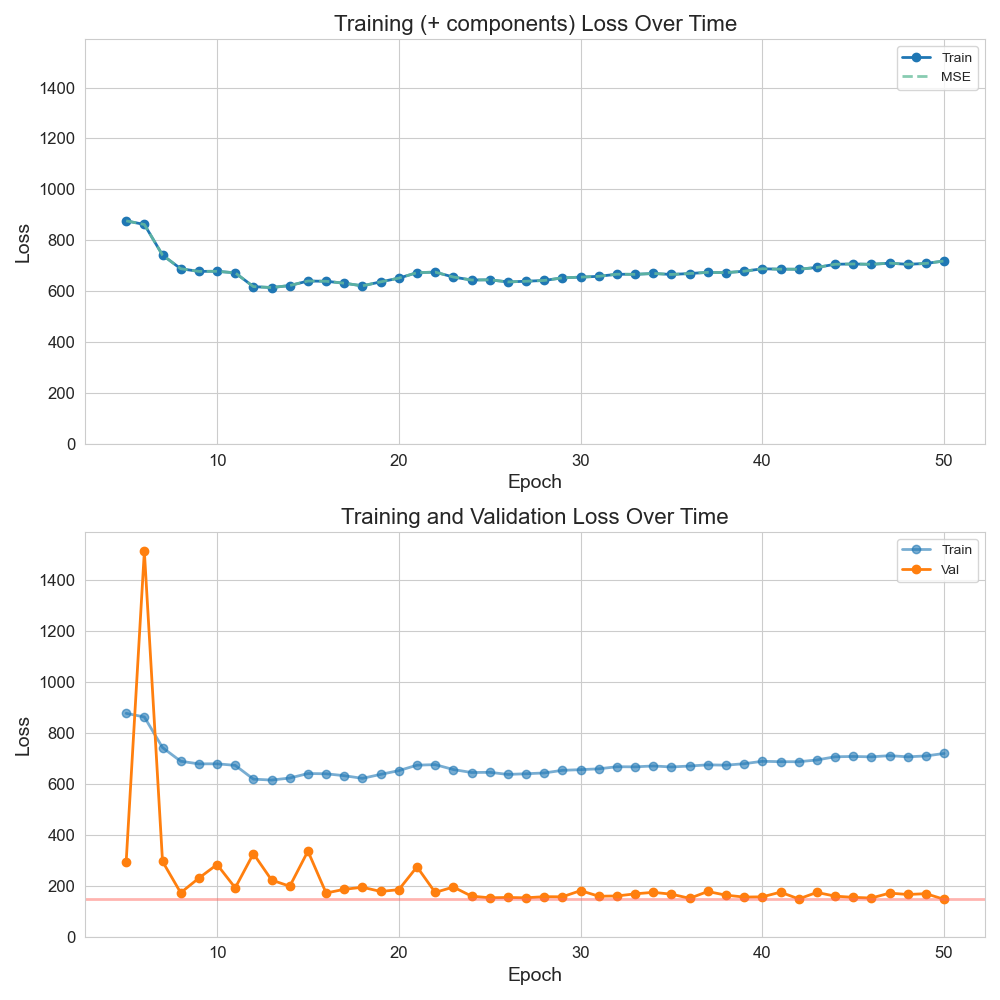 Training (+ components) Loss Over Time
Train
MSE
1400
1200
1000
800
600
400
200
0
Loss
10 20 30 40 50
Epoch
Training and Validation Loss Over Time
Train
Val
1400
1200
1000
800
600
400
200
0
Loss
10 20 30 40 50
Epoch